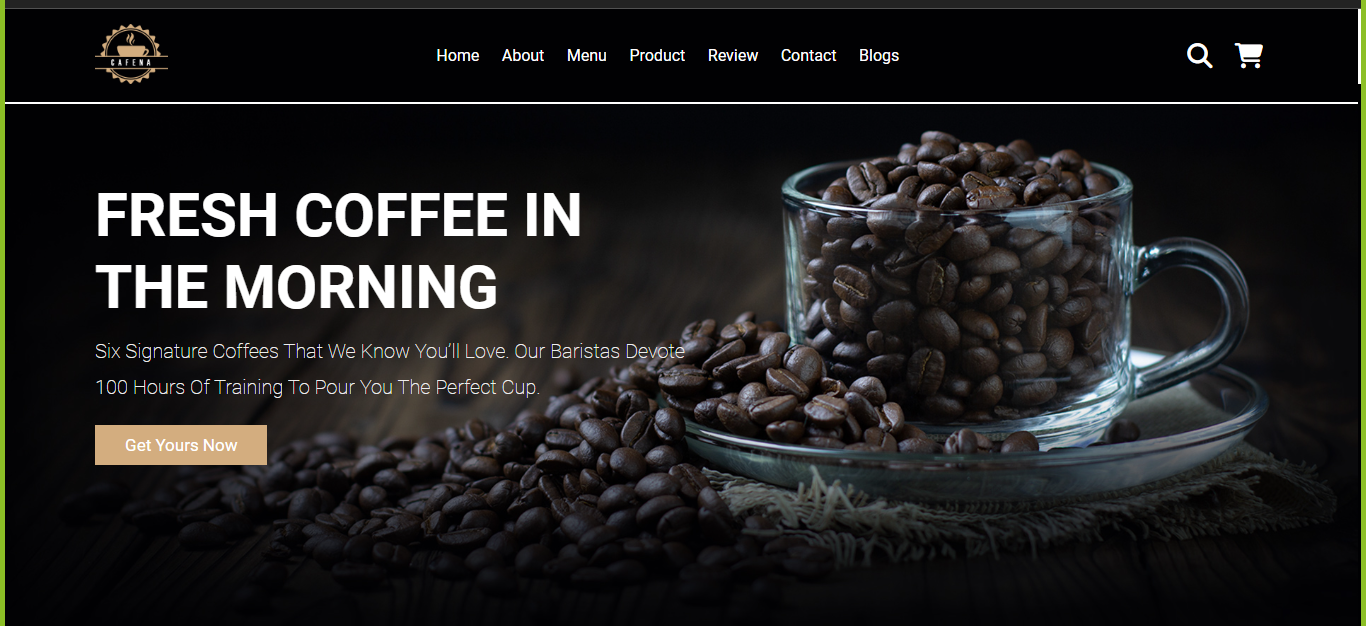 CAFENA
Home About Menu Product Review Contact Blogs
FRESH COFFEE IN
THE MORNING
Six Signature Coffees That We Know You'll Love. Our Baristas Devote
100 Hours Of Training To Pour You The Perfect Cup.
Get Yours Now